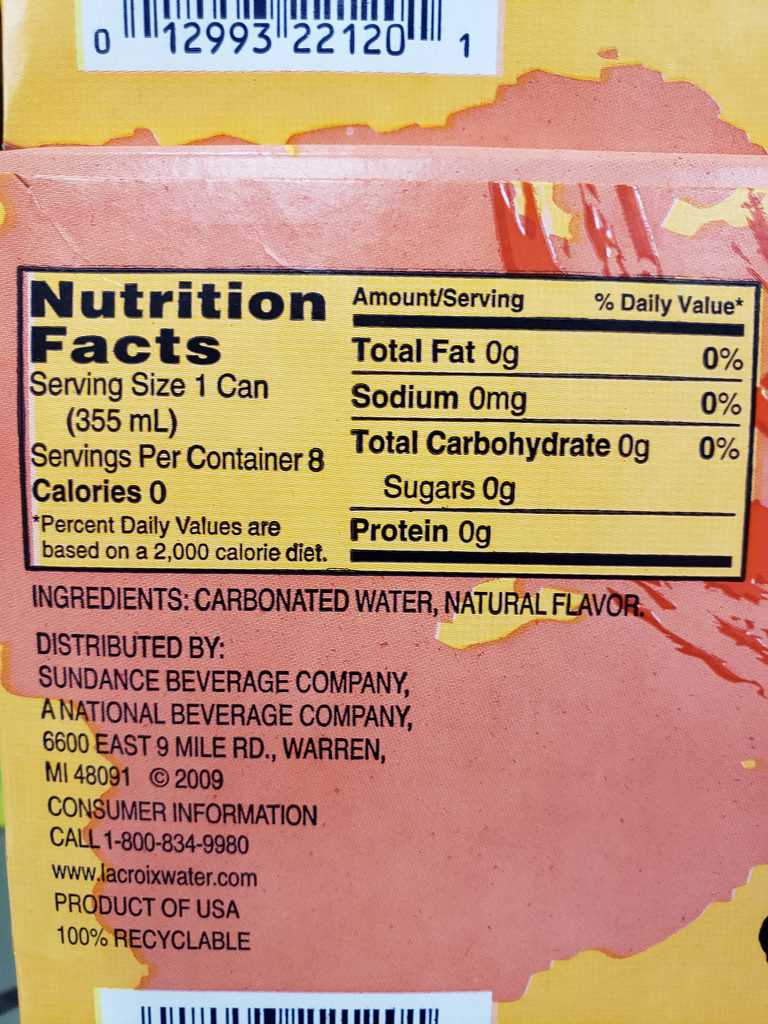 0 12993 22120 1
Nutrition
Facts
Serving Size 1 Can
(355 mL)
Servings Per Container 8
Calories 0
*Percent Daily Values are
based on a 2,000 calorie diet.
Amount/Serving % Daily Value*
Total Fat 0g 0%
Sodium 0mg 0%
Total Carbohydrate 0g 0%
Sugars 0g
Protein 0g
INGREDIENTS: CARBONATED WATER, NATURAL FLAVOR.
DISTRIBUTED BY:
SUNDANCE BEVERAGE COMPANY,
A NATIONAL BEVERAGE COMPANY,
6600 EAST 9 MILE RD., WARREN,
MI 48091 © 2009
CONSUMER INFORMATION
CALL 1-800-834-9980
www.lacroixwater.com
PRODUCT OF USA
100% RECYCLABLE